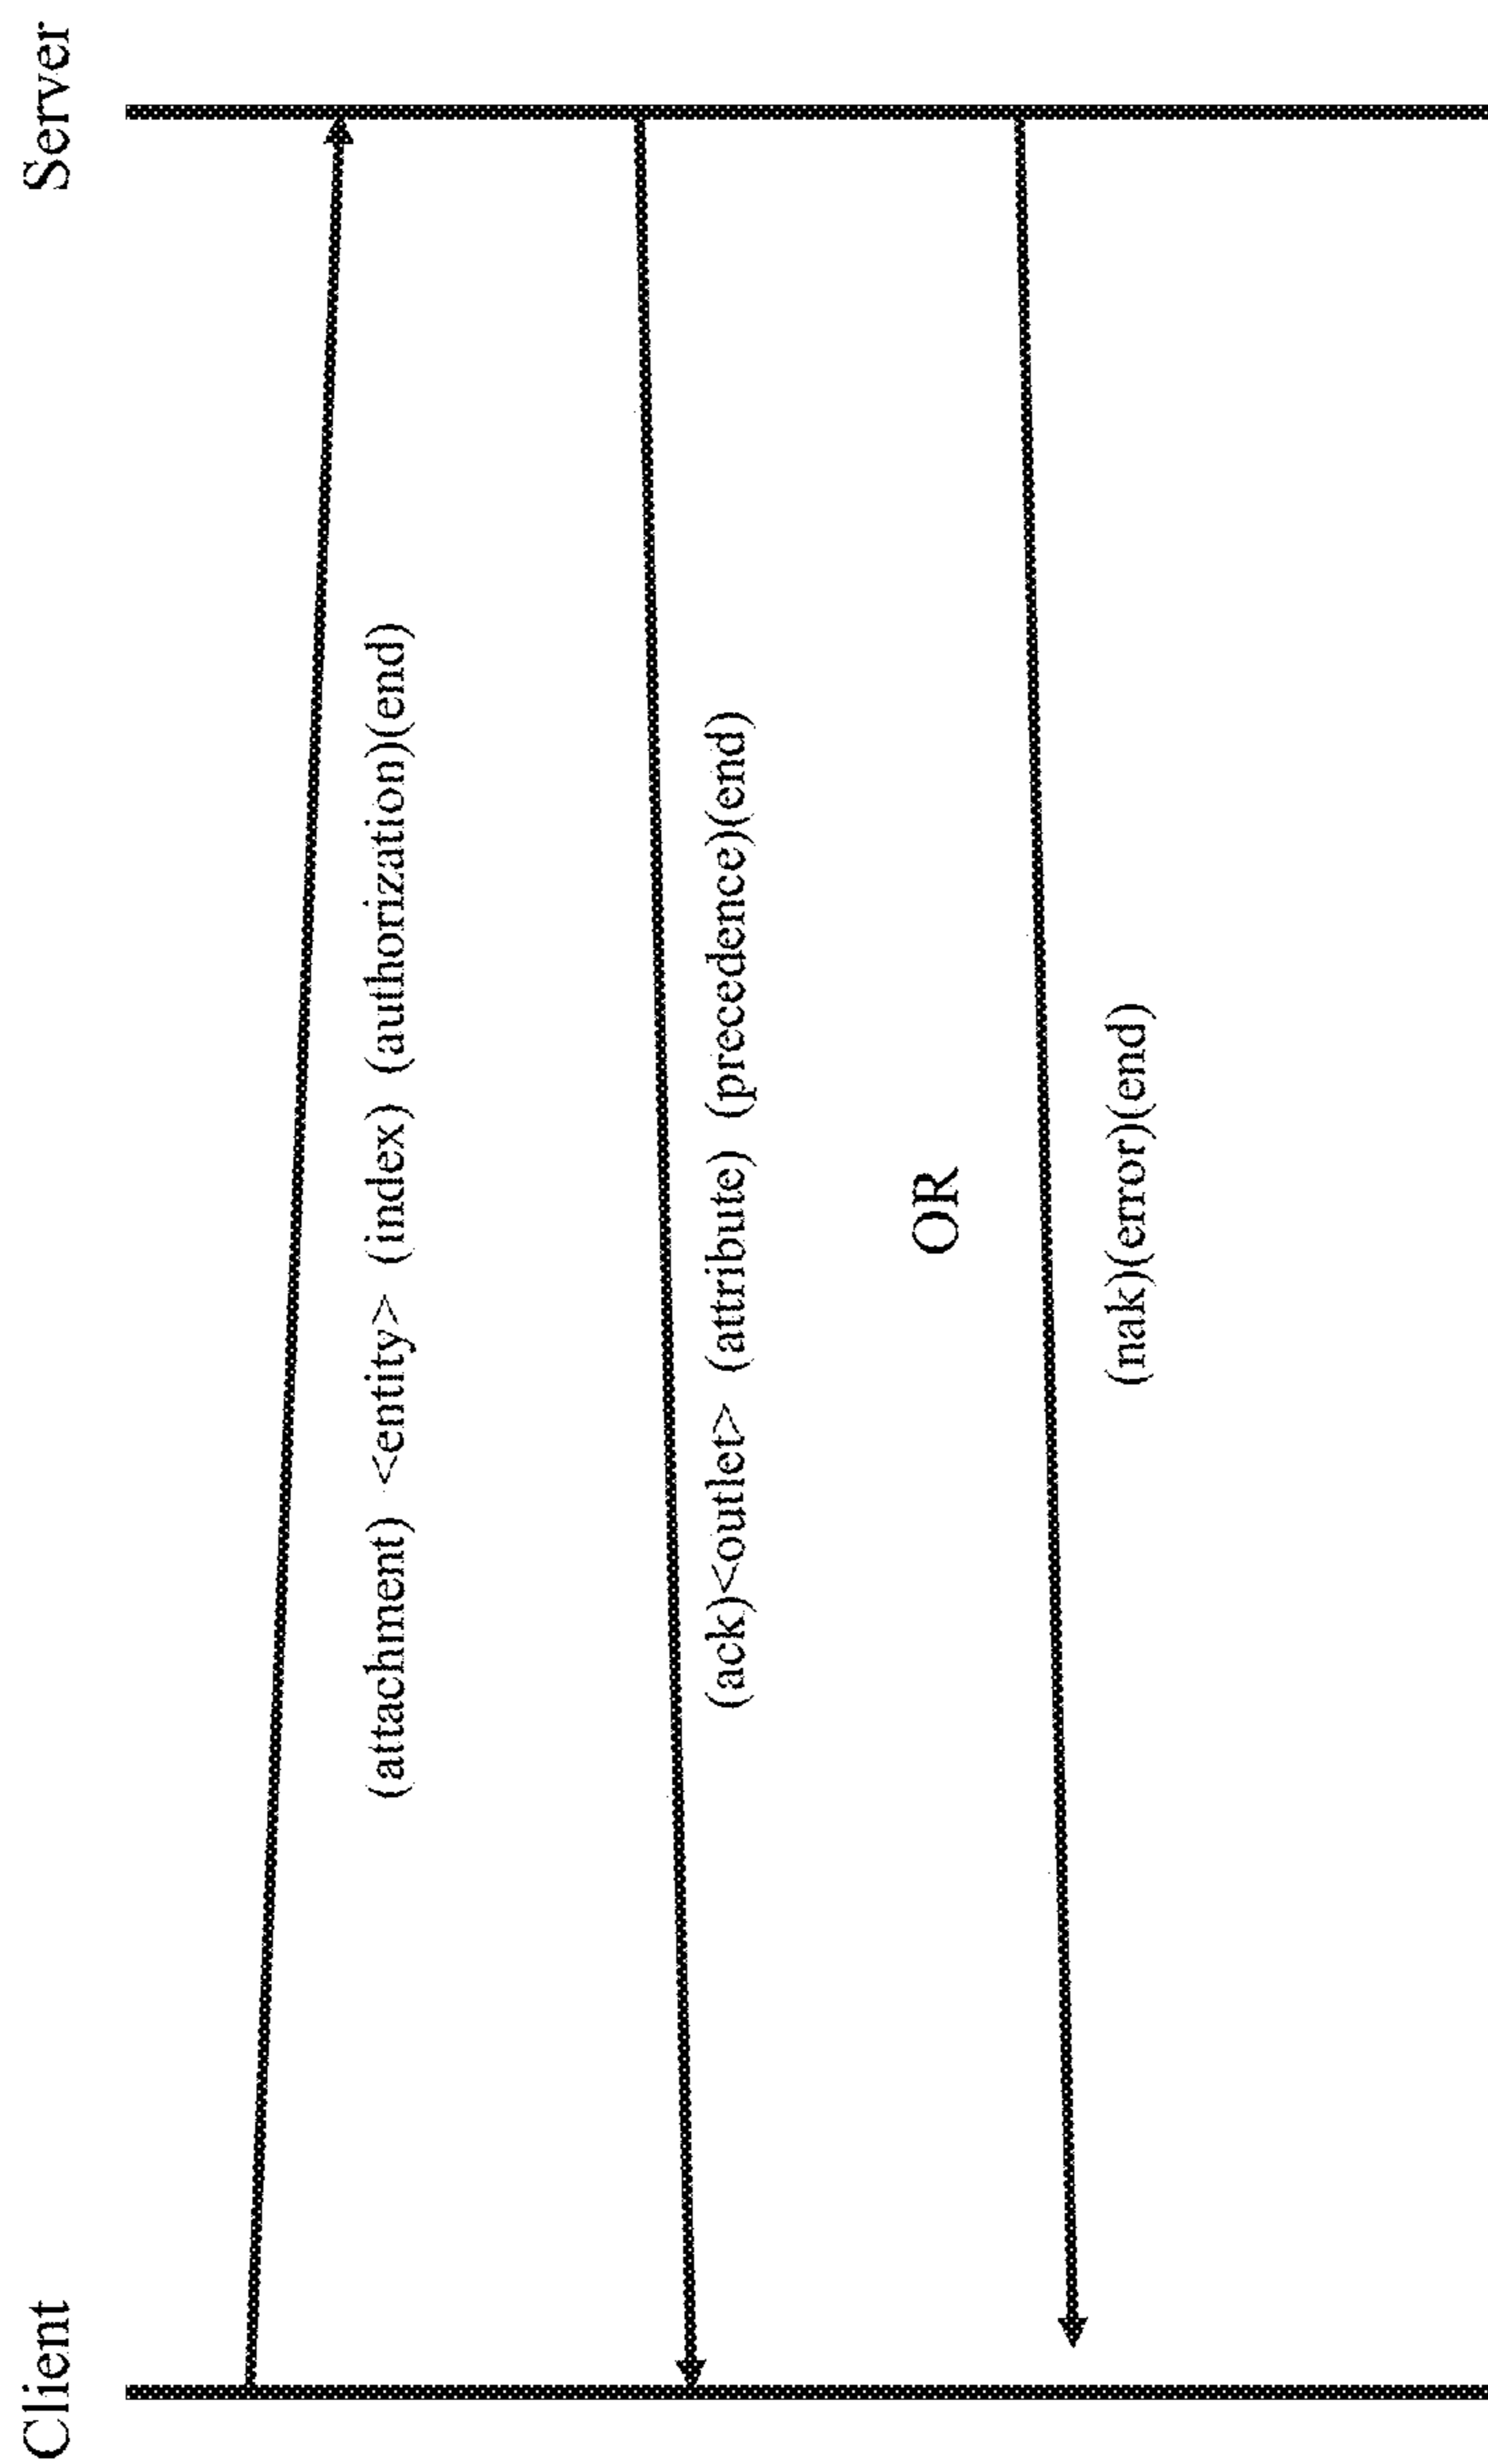 Client
Server
(attachment) <entity> (index) (authorization)(end)
(ack)<outlet> (attribute) (precedence)(end)
OR
(nak)(error)(end)